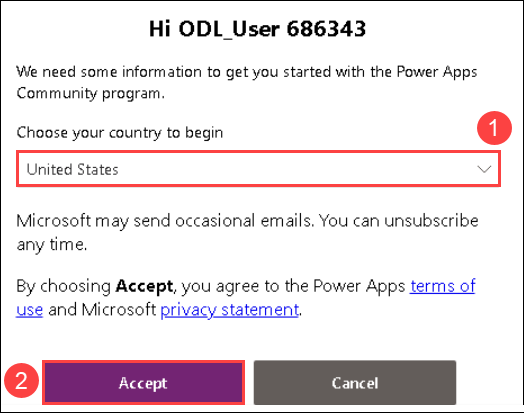 Hi ODL_User 686343
We need some information to get you started with the Power Apps
Community program.
Choose your country to begin
1
United States
Microsoft may send occasional emails. You can unsubscribe
any time.
By choosing Accept, you agree to the Power Apps terms of
use and Microsoft privacy statement.
2
Accept
Cancel